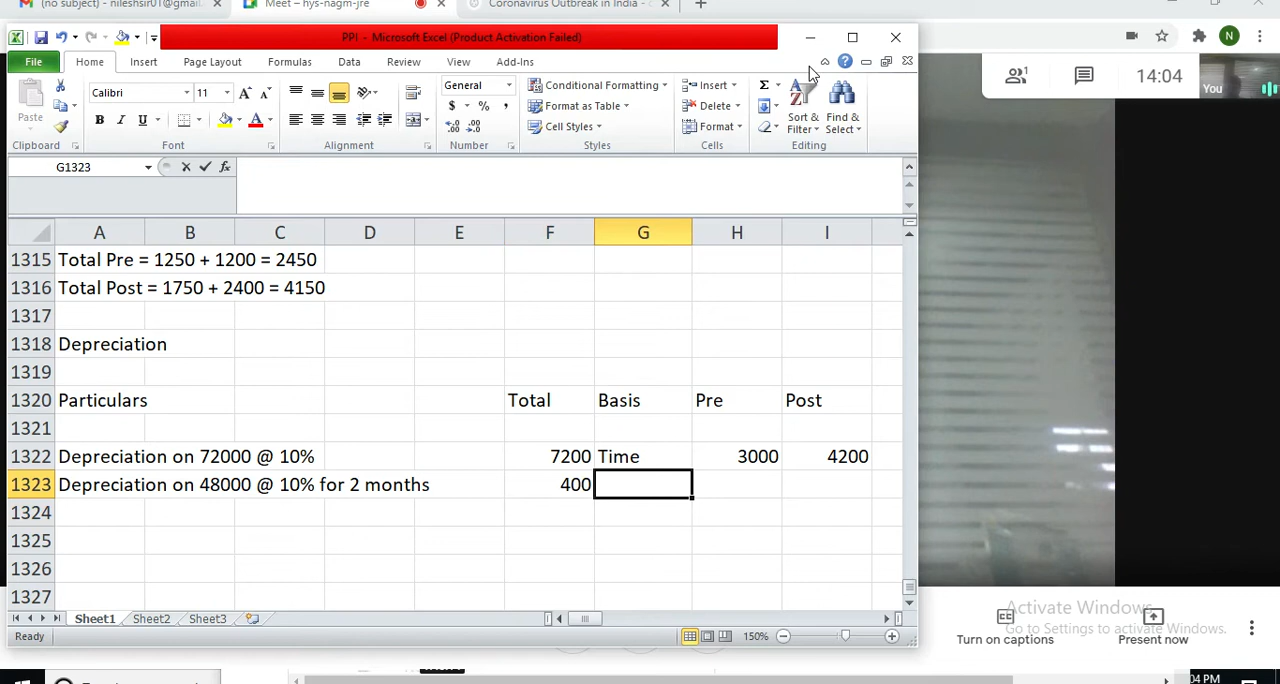 (no subject) - nileshsir01@gmail.
Meet – hys-nagm-jre
Coronavirus Outbreak in India - c
PPI - Microsoft Excel (Product Activation Failed)
File Home Insert Page Layout Formulas Data Review View Add-Ins
N
14:04
You
Paste
Calibri 11
General
Conditional Formatting
Format as Table
Cell Styles
Insert
Delete
Format
Sort & Filter
Find & Select
Clipboard Font Alignment Number Styles Cells Editing
G1323
A B C D E F G H I
1315 Total Pre = 1250 + 1200 = 2450
1316 Total Post = 1750 + 2400 = 4150
1317
1318 Depreciation
1319
1320 Particulars Total Basis Pre Post
1321
1322 Depreciation on 72000 @ 10% 7200 Time 3000 4200
1323 Depreciation on 48000 @ 10% for 2 months 400
1324
1325
1326
1327
Sheet1 Sheet2 Sheet3
Ready 150%
Activate Windows
Go to Settings to activate Windows.
Turn on captions
Present now
04 PM